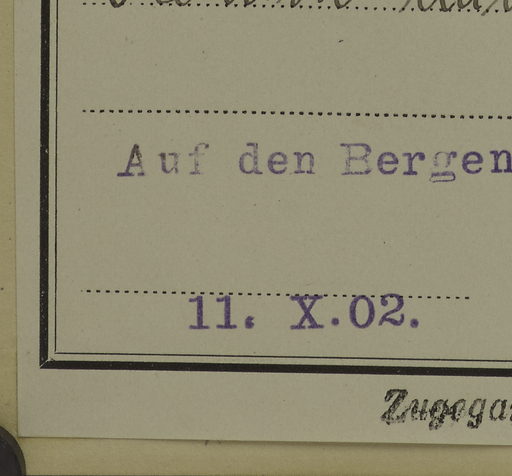 Auf den Bergen
11. X.02.